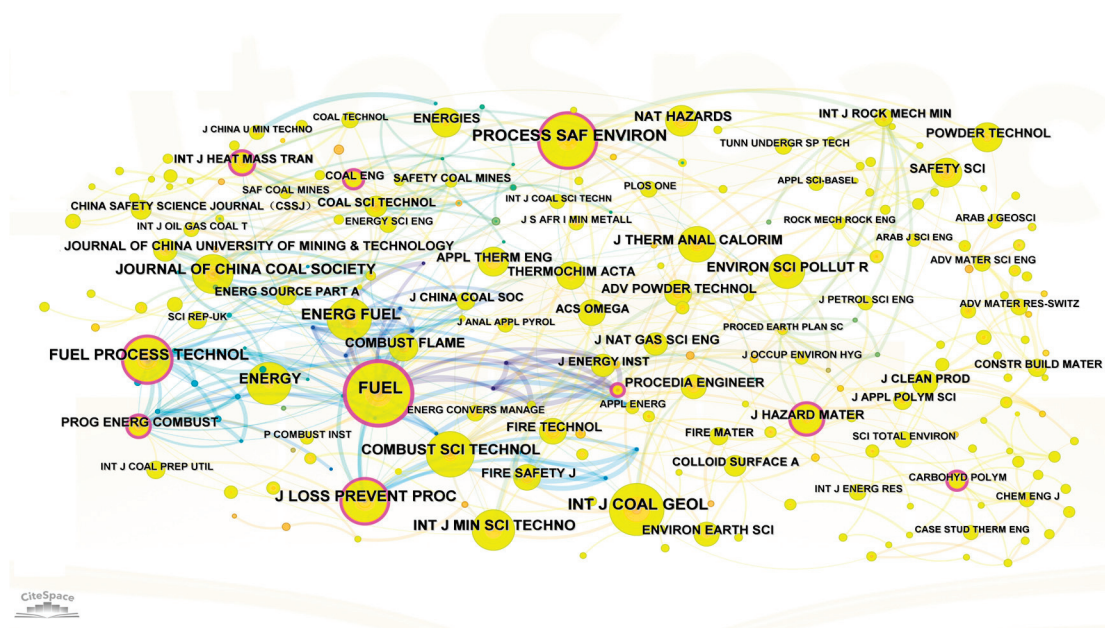 INT J ROCK MECH MIN
NAT HAZARDS
COAL TECHNOL
ENERGIES
J CHINA U MIN TECHNO
PROCESS SAF ENVIRON
POWDER TECHNOL
TUNN UNDERGR SP TECH
INT J HEAT MASS TRAN
SAFETY SCI
COAL ENG
SAFETY COAL MINES
APPL SCI-BASEL
PLOS ONE
SAF COAL MINES
INT J COAL SCI TECHN
COAL SCI TECHNOL
CHINA SAFETY SCIENCE JOURNAL（CSSJ）
ENERGY SCI ENG
J S AFR I MIN METALL
ROCK MECH ROCK ENG
ARAB J GEOSCI
INT J OIL GAS COAL T
J THERM ANAL CALORIM
ARAB J SCI ENG
JOURNAL OF CHINA UNIVERSITY OF MINING & TECHNOLOGY
APPL THERM ENG
ADV MATER SCI ENG
JOURNAL OF CHINA COAL SOCIETY
THERMOCHIM ACTA
ENVIRON SCI POLLUT R
ENERG SOURCE PART A
ADV POWDER TECHNOL
J CHINA COAL SOC
J PETROL SCI ENG
ADV MATER RES-SWITZ
SCI REP-UK
ENERG FUEL
ACS OMEGA
J ANAL APPL PYROL
PROCED EARTH PLAN SC
COMBUST FLAME
J NAT GAS SCI ENG
FUEL PROCESS TECHNOL
J OCCUP ENVIRON HYG
J ENERGY INST
CONSTR BUILD MATER
ENERGY
FUEL
PROCEDIA ENGINEER
J CLEAN PROD
J APPL POLYM SCI
APPL ENERG
ENERG CONVERS MANAGE
J HAZARD MATER
PROG ENERG COMBUST
FIRE TECHNOL
FIRE MATER
P COMBUST INST
SCI TOTAL ENVIRON
COMBUST SCI TECHNOL
INT J COAL PREP UTIL
COLLOID SURFACE A
FIRE SAFETY J
CARBOHYD POLYM
INT J ENERG RES
J LOSS PREVENT PROC
CHEM ENG J
INT J COAL GEOL
INT J MIN SCI TECHNO
ENVIRON EARTH SCI
CASE STUD THERM ENG
CiteSpace